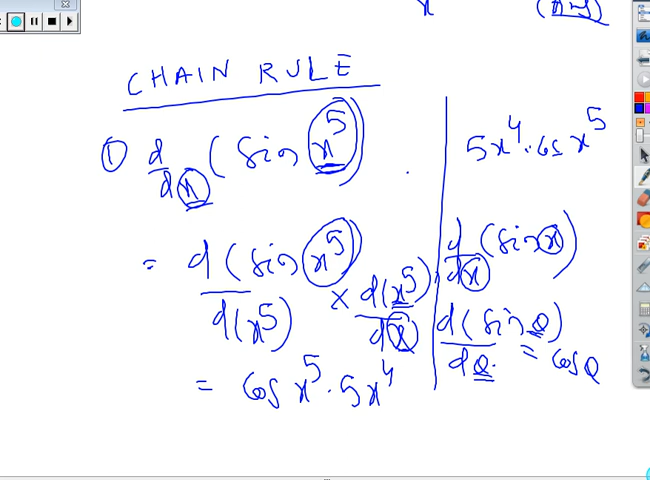 (Ans)
CHAIN RULE
① d/dx (sin x^5)
= d(sin x^5)/d(x^5) × d(x^5)/dx
= cos x^5 · 5x^4
5x^4 · cos x^5
d/dx (sin x)
d(sin θ)/dθ = cos θ